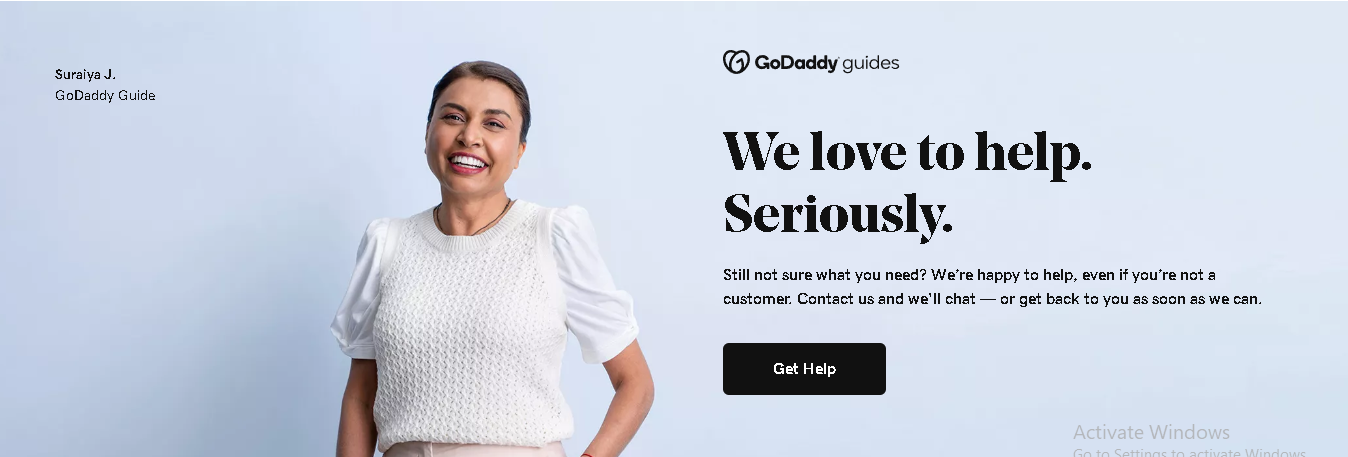 Suraiya J.
GoDaddy Guide
GoDaddy guides
We love to help.
Seriously.
Still not sure what you need? We’re happy to help, even if you’re not a
customer. Contact us and we’ll chat — or get back to you as soon as we can.
Get Help
Activate Windows
Go to Settings to activate Windows.